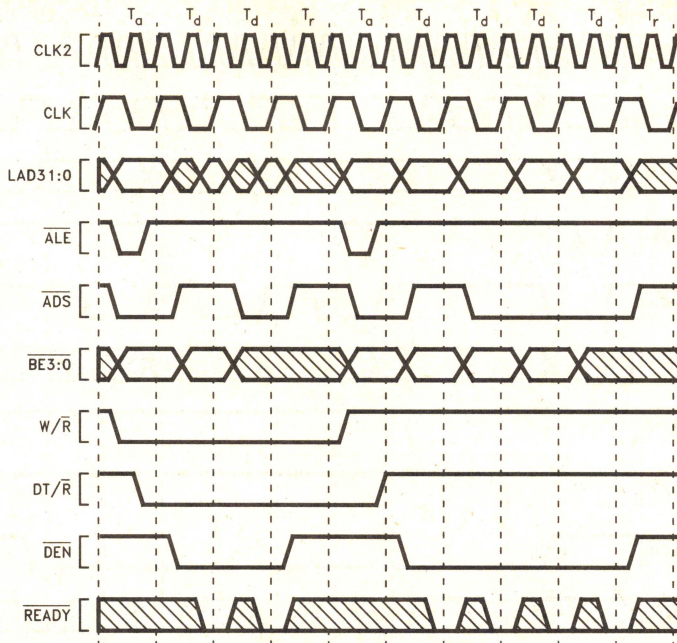 Ta Td Td Tr Ta Td Td Td Td Tr
CLK2
CLK
LAD31:0
ALE
ADS
BE3:0
W/R
DT/R
DEN
READY